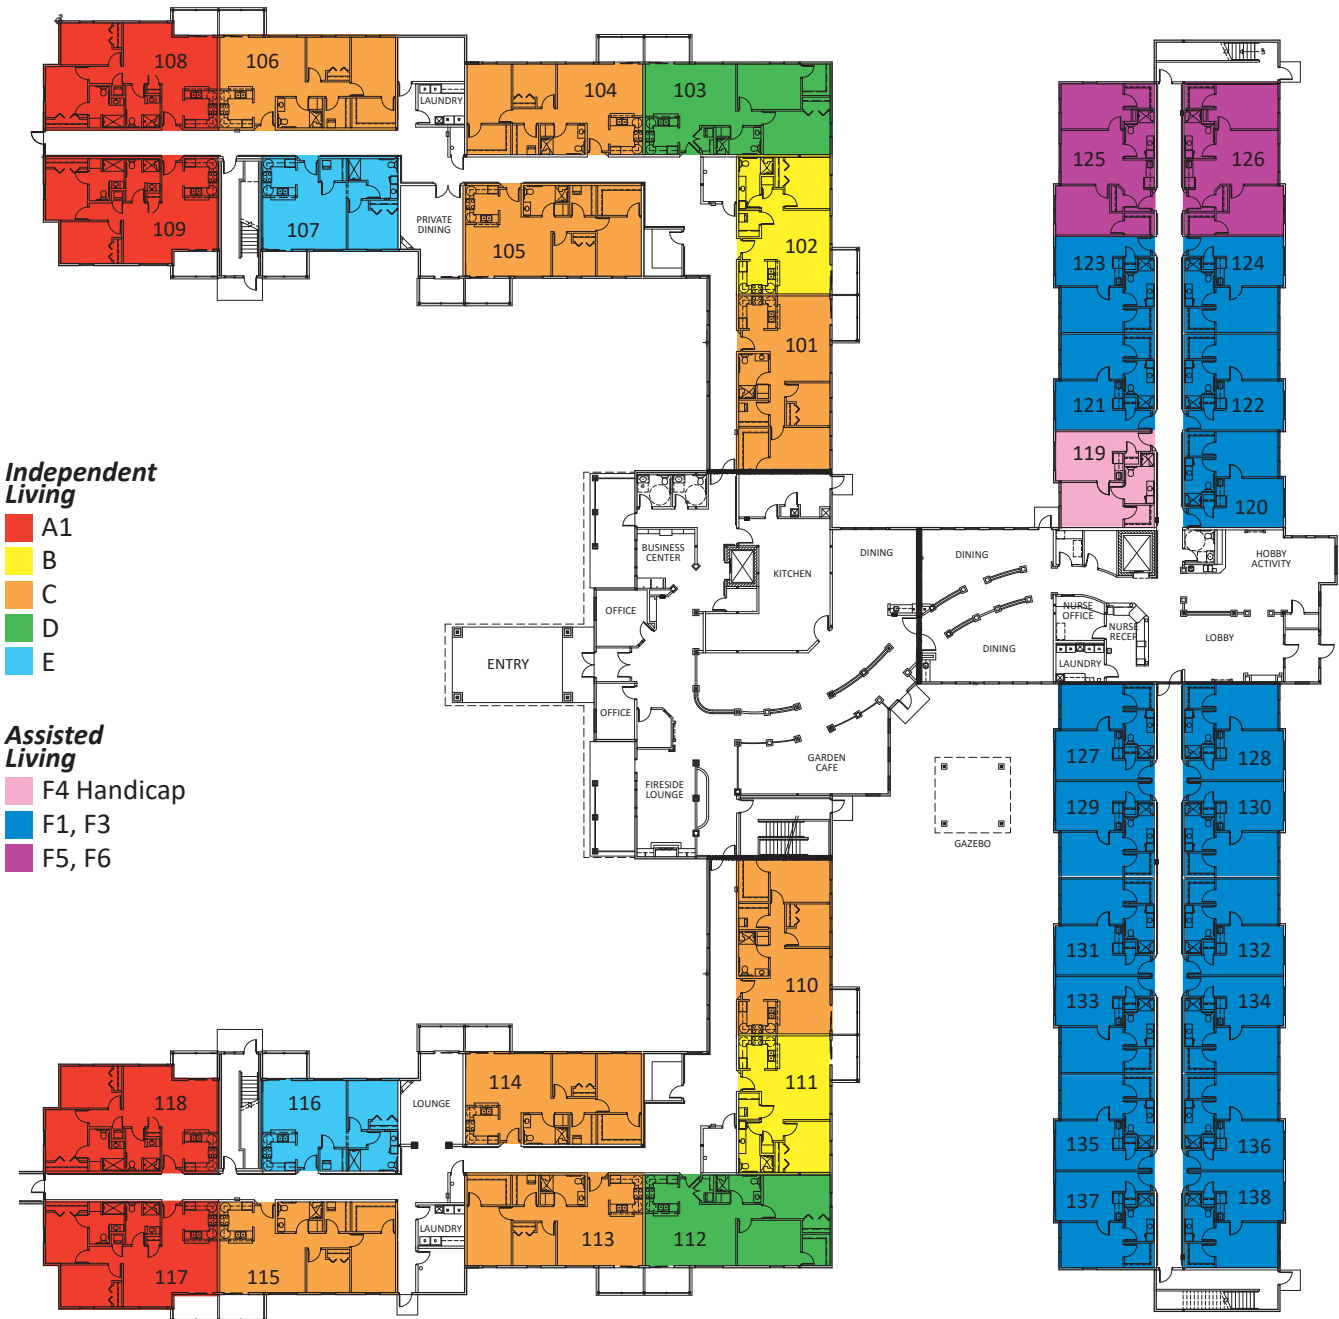 108
106
LAUNDRY
104
103
125
126
109
107
PRIVATE
DINING
105
102
123
124
101
121
122
119
120
Independent
Living
A1
B
C
D
E
BUSINESS
CENTER
KITCHEN
DINING
DINING
HOBBY
ACTIVITY
OFFICE
NURSE
OFFICE
NURSE
RECEP
LOBBY
ENTRY
DINING
LAUNDRY
OFFICE
Assisted
Living
F4 Handicap
F1, F3
F5, F6
FIRESIDE
LOUNGE
GARDEN
CAFE
GAZEBO
127
128
129
130
131
132
110
133
134
118
116
LOUNGE
114
111
135
136
117
115
LAUNDRY
113
112
137
138